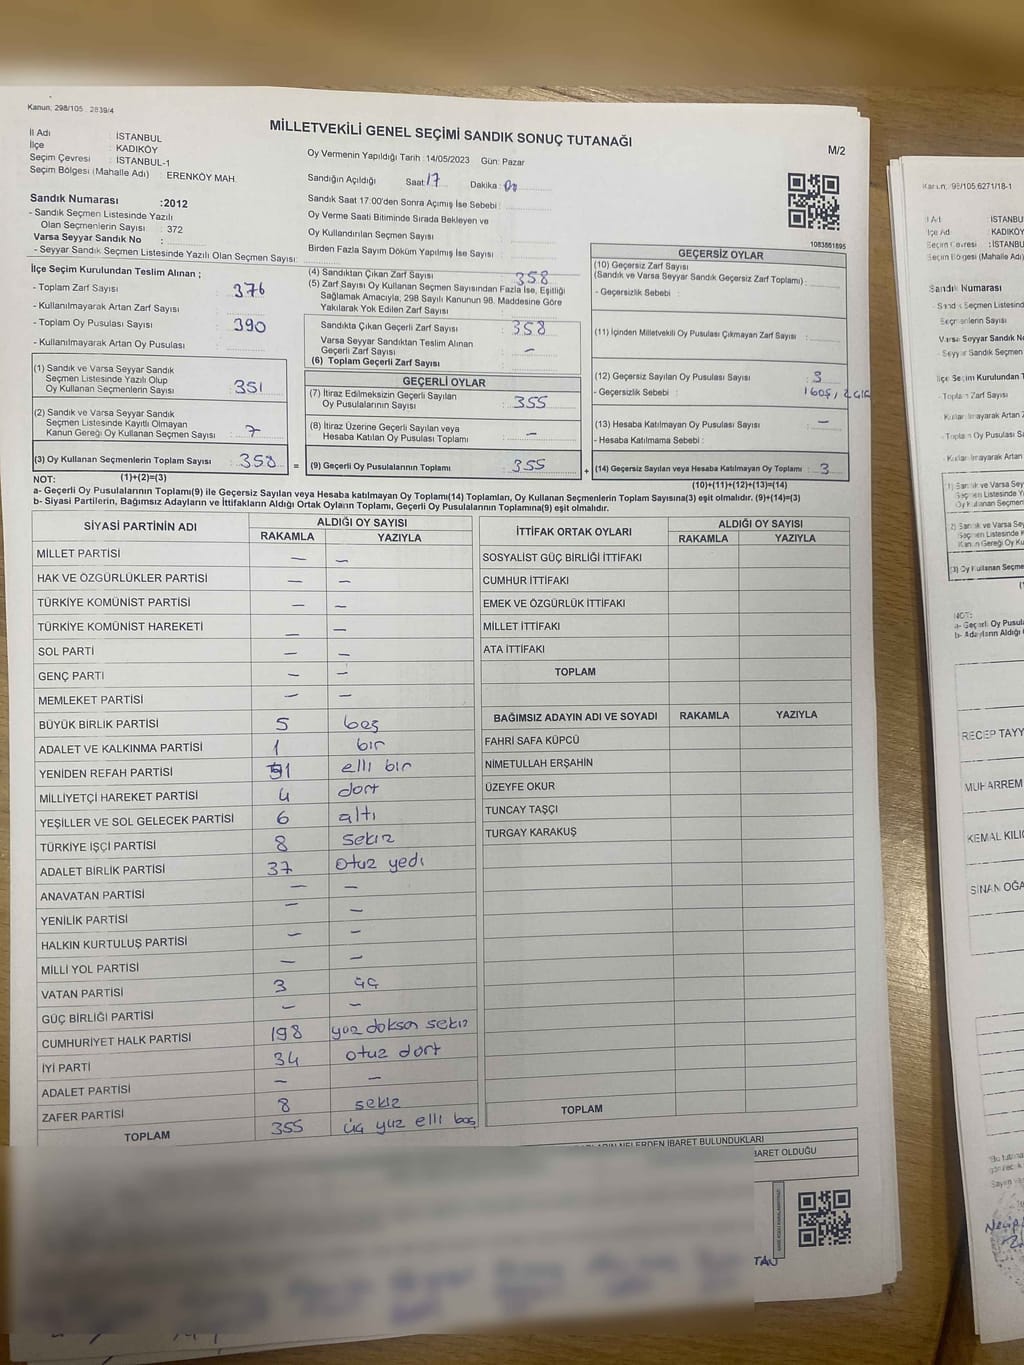 Kanun: 298/105 2839/4
MİLLETVEKİLİ GENEL SEÇİMİ SANDIK SONUÇ TUTANAĞI
M/2
İl Adı : İSTANBUL
İlçe : KADIKÖY
Seçim Çevresi : İSTANBUL-1
Seçim Bölgesi (Mahalle Adı) : ERENKÖY MAH.
Oy Vermenin Yapıldığı Tarih : 14/05/2023 Gün: Pazar
Sandığın Açıldığı Saat: 17 Dakika: 00
Sandık Saat 17:00'den Sonra Açılmış İse Sebebi :
Oy Verme Saati Bitiminde Sırada Bekleyen ve
Oy Kullandırılan Seçmen Sayısı :
Birden Fazla Sayım Döküm Yapılmış İse Sayısı :
1083861895
Sandık Numarası :2012
- Sandık Seçmen Listesinde Yazılı
Olan Seçmenlerin Sayısı : 372
Varsa Seyyar Sandık No :
- Seyyar Sandık Seçmen Listesinde Yazılı Olan Seçmen Sayısı:
İlçe Seçim Kurulundan Teslim Alınan ;
- Toplam Zarf Sayısı : 376
- Kullanılmayarak Artan Zarf Sayısı :
- Toplam Oy Pusulası Sayısı : 390
- Kullanılmayarak Artan Oy Pusulası :
(1) Sandık ve Varsa Seyyar Sandık
Seçmen Listesinde Yazılı Olup
Oy Kullanan Seçmenlerin Sayısı : 351
(2) Sandık ve Varsa Seyyar Sandık
Seçmen Listesinde Kayıtlı Olmayan
Kanun Gereği Oy Kullanan Seçmen Sayısı : 7
(3) Oy Kullanan Seçmenlerin Toplam Sayısı : 358
(1)+(2)=(3)
(4) Sandıktan Çıkan Zarf Sayısı : 358
(5) Zarf Sayısı Oy Kullanan Seçmen Sayısından Fazla İse, Eşitliği
Sağlamak Amacıyla; 298 Sayılı Kanunun 98. Maddesine Göre
Yakılarak Yok Edilen Zarf Sayısı :
Sandıkta Çıkan Geçerli Zarf Sayısı : 358
Varsa Seyyar Sandıktan Teslim Alınan
Geçerli Zarf Sayısı : –
(6) Toplam Geçerli Zarf Sayısı :
GEÇERLİ OYLAR
(7) İtiraz Edilmeksizin Geçerli Sayılan
Oy Pusulalarının Sayısı : 355
(8) İtiraz Üzerine Geçerli Sayılan veya
Hesaba Katılan Oy Pusulası Toplamı : –
= (9) Geçerli Oy Pusulalarının Toplamı : 355 +
GEÇERSİZ OYLAR
(10) Geçersiz Zarf Sayısı
(Sandık ve Varsa Seyyar Sandık Geçersiz Zarf Toplamı) :
- Geçersizlik Sebebi :
(11) İçinden Milletvekili Oy Pusulası Çıkmayan Zarf Sayısı :
(12) Geçersiz Sayılan Oy Pusulası Sayısı : 3
- Geçersizlik Sebebi :
(13) Hesaba Katılmayan Oy Pusulası Sayısı : –
- Hesaba Katılmama Sebebi :
(14) Geçersiz Sayılan veya Hesaba Katılmayan Oy Toplamı : 3
(10)+(11)+(12)+(13)=(14)
NOT:
a- Geçerli Oy Pusulalarının Toplamı(9) ile Geçersiz Sayılan veya Hesaba katılmayan Oy Toplamı(14) Toplamları, Oy Kullanan Seçmenlerin Toplam Sayısına(3) eşit olmalıdır. (9)+(14)=(3)
b- Siyasi Partilerin, Bağımsız Adayların ve İttifakların Aldığı Ortak Oyların Toplamı, Geçerli Oy Pusulalarının Toplamına(9) eşit olmalıdır.
SİYASİ PARTİNİN ADI ALDIĞI OY SAYISI
RAKAMLA YAZIYLA
MİLLET PARTİSİ – –
HAK VE ÖZGÜRLÜKLER PARTİSİ – –
TÜRKİYE KOMÜNİST PARTİSİ – –
TÜRKİYE KOMÜNİST HAREKETİ – –
SOL PARTİ – –
GENÇ PARTİ – –
MEMLEKET PARTİSİ – –
BÜYÜK BİRLİK PARTİSİ 5 beş
ADALET VE KALKINMA PARTİSİ 1 bir
YENİDEN REFAH PARTİSİ 51 elli bir
MİLLİYETÇİ HAREKET PARTİSİ 4 dört
YEŞİLLER VE SOL GELECEK PARTİSİ 6 altı
TÜRKİYE İŞÇİ PARTİSİ 8 sekiz
ADALET BİRLİK PARTİSİ 37 otuz yedi
ANAVATAN PARTİSİ – –
YENİLİK PARTİSİ – –
HALKIN KURTULUŞ PARTİSİ – –
MİLLİ YOL PARTİSİ – –
VATAN PARTİSİ 3 üç
GÜÇ BİRLİĞİ PARTİSİ – –
CUMHURİYET HALK PARTİSİ 198 yüz doksan sekiz
İYİ PARTİ 34 otuz dört
ADALET PARTİSİ – –
ZAFER PARTİSİ 8 sekiz
TOPLAM 355 üç yüz elli beş
İTTİFAK ORTAK OYLARI ALDIĞI OY SAYISI
RAKAMLA YAZIYLA
SOSYALİST GÜÇ BİRLİĞİ İTTİFAKI
CUMHUR İTTİFAKI
EMEK VE ÖZGÜRLÜK İTTİFAKI
MİLLET İTTİFAKI
ATA İTTİFAKI
TOPLAM
BAĞIMSIZ ADAYIN ADI VE SOYADI RAKAMLA YAZIYLA
FAHRİ SAFA KÜPCÜ
NİMETULLAH ERŞAHİN
ÜZEYFE OKUR
TUNCAY TAŞÇI
TURGAY KARAKUŞ
TOPLAM
NELERDEN İBARET BULUNDUKLARI
OLDUĞU
Kanun: 298/105;6271/18-1
İl Adı İSTANBU
İlçe Adı KADIKÖY
Seçim Çevresi : İSTANBU
Sandık Numarası
Varsa Seyyar Sandık N
İlçe Seçim Kurulundan T
NOT:
RECEP TAYY
MUHARREM
KEMAL KILIÇ
SİNAN OĞA